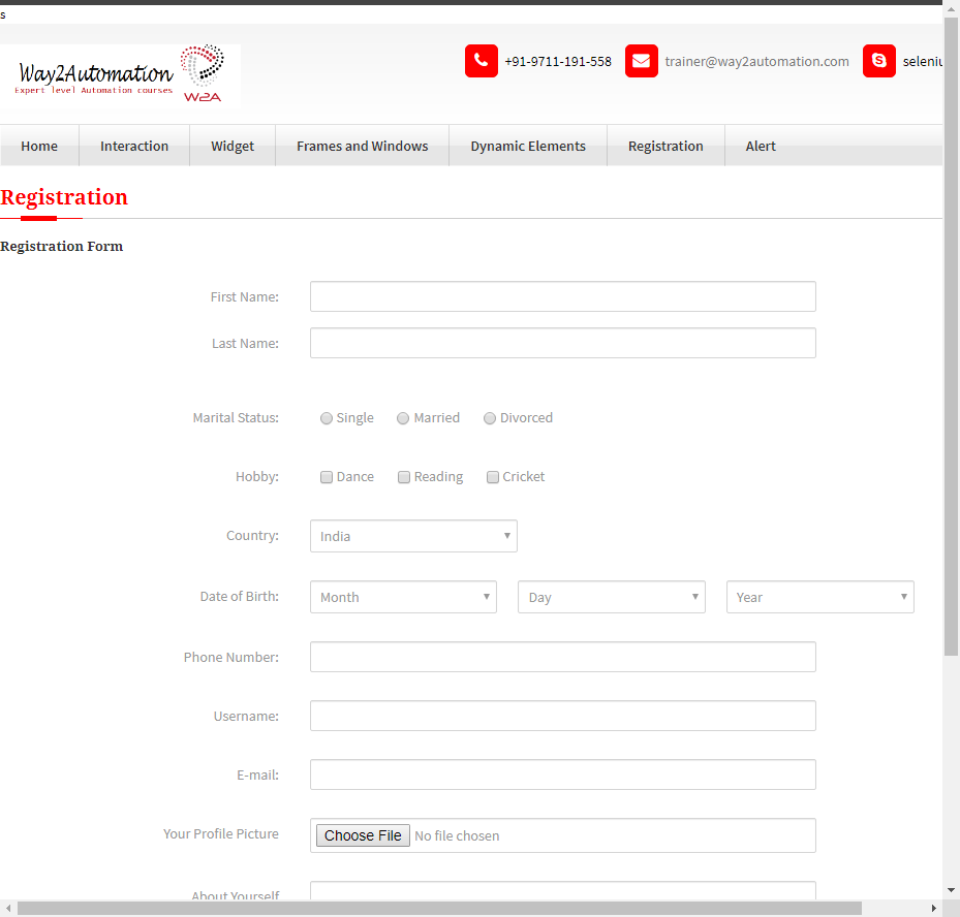 s
Way2Automation
Expert level Automation courses
W2A
+91-9711-191-558 trainer@way2automation.com seleniu
Home Interaction Widget Frames and Windows Dynamic Elements Registration Alert
Registration
Registration Form
First Name:
Last Name:
Marital Status: Single Married Divorced
Hobby: Dance Reading Cricket
Country: India
Date of Birth: Month Day Year
Phone Number:
Username:
E-mail:
Your Profile Picture Choose File No file chosen
About Yourself